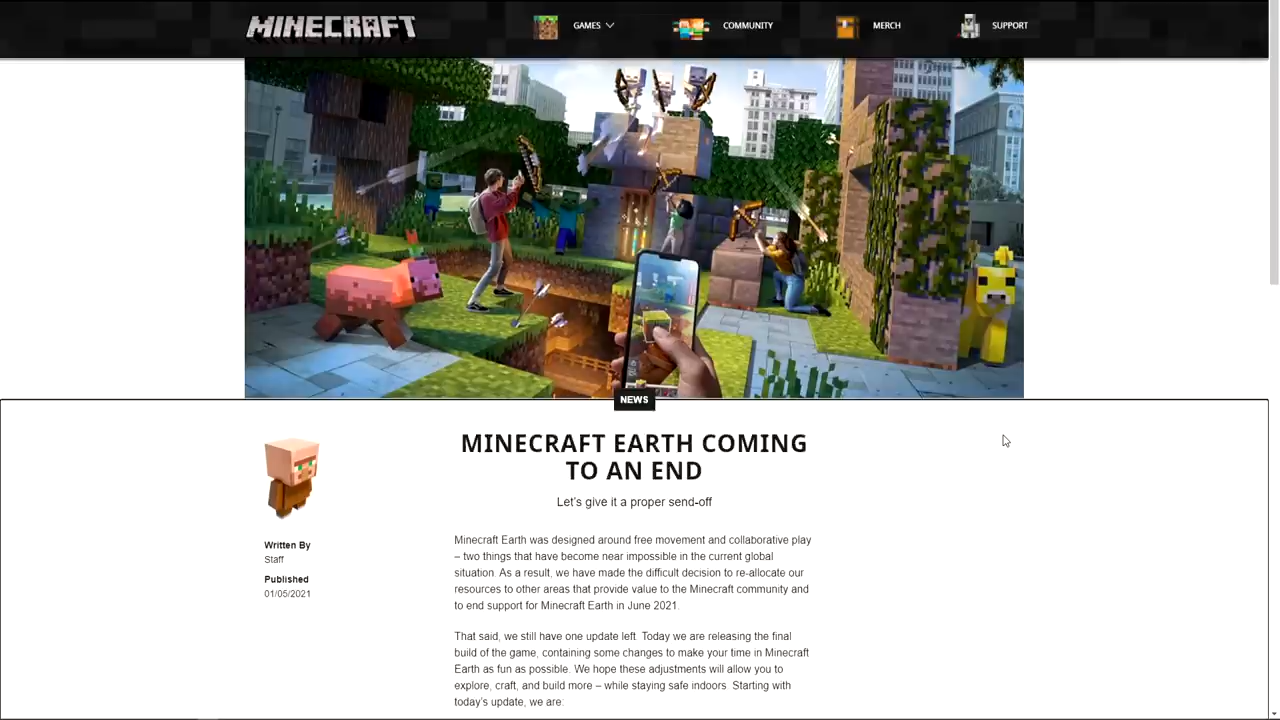 MINECRAFT
GAMES
COMMUNITY
MERCH
SUPPORT
NEWS
MINECRAFT EARTH COMING
TO AN END
Let's give it a proper send-off
Written By
Staff
Published
01/05/2021
Minecraft Earth was designed around free movement and collaborative play
– two things that have become near impossible in the current global
situation. As a result, we have made the difficult decision to re-allocate our
resources to other areas that provide value to the Minecraft community and
to end support for Minecraft Earth in June 2021.
That said, we still have one update left. Today we are releasing the final
build of the game, containing some changes to make your time in Minecraft
Earth as fun as possible. We hope these adjustments will allow you to
explore, craft, and build more – while staying safe indoors. Starting with
today's update, we are: